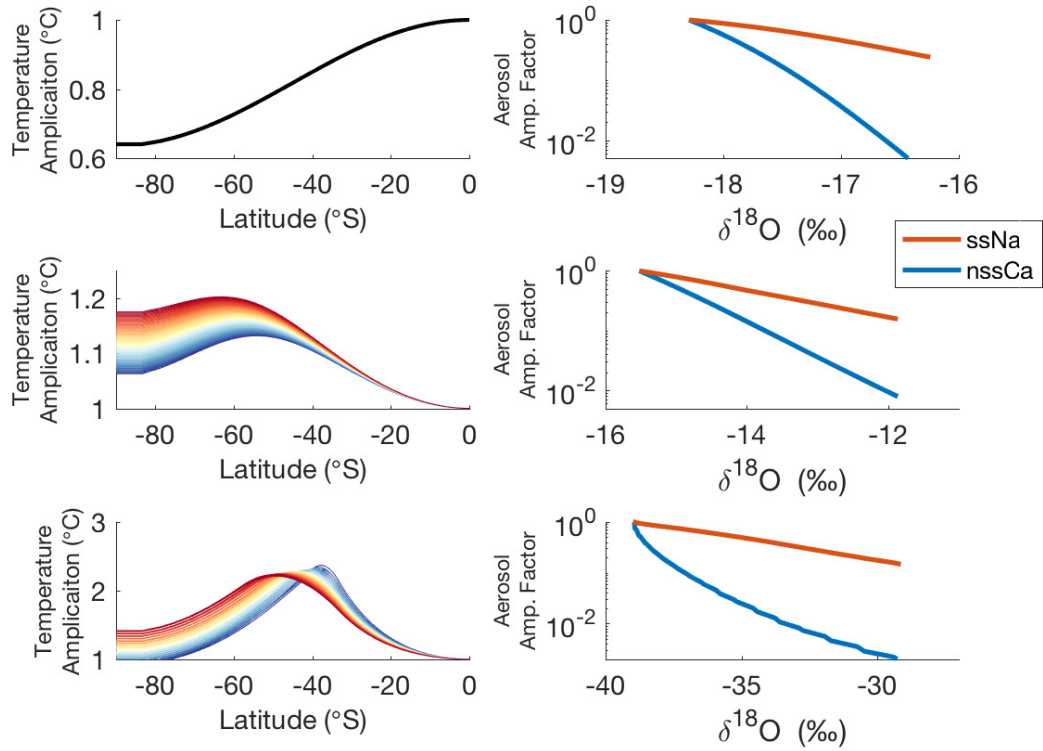 Temperature
Amplicaiton (°C)
1
0.8
0.6
-80 -60 -40 -20 0
Latitude (°S)
Aerosol
Amp. Factor
10^0
10^-2
-19 -18 -17 -16
δ^18O (‰)
ssNa
nssCa
Temperature
Amplicaiton (°C)
1.2
1.1
1
-80 -60 -40 -20 0
Latitude (°S)
Aerosol
Amp. Factor
10^0
10^-2
-16 -14 -12
δ^18O (‰)
Temperature
Amplicaiton (°C)
3
2
1
-80 -60 -40 -20 0
Latitude (°S)
Aerosol
Amp. Factor
10^0
10^-2
-40 -35 -30
δ^18O (‰)